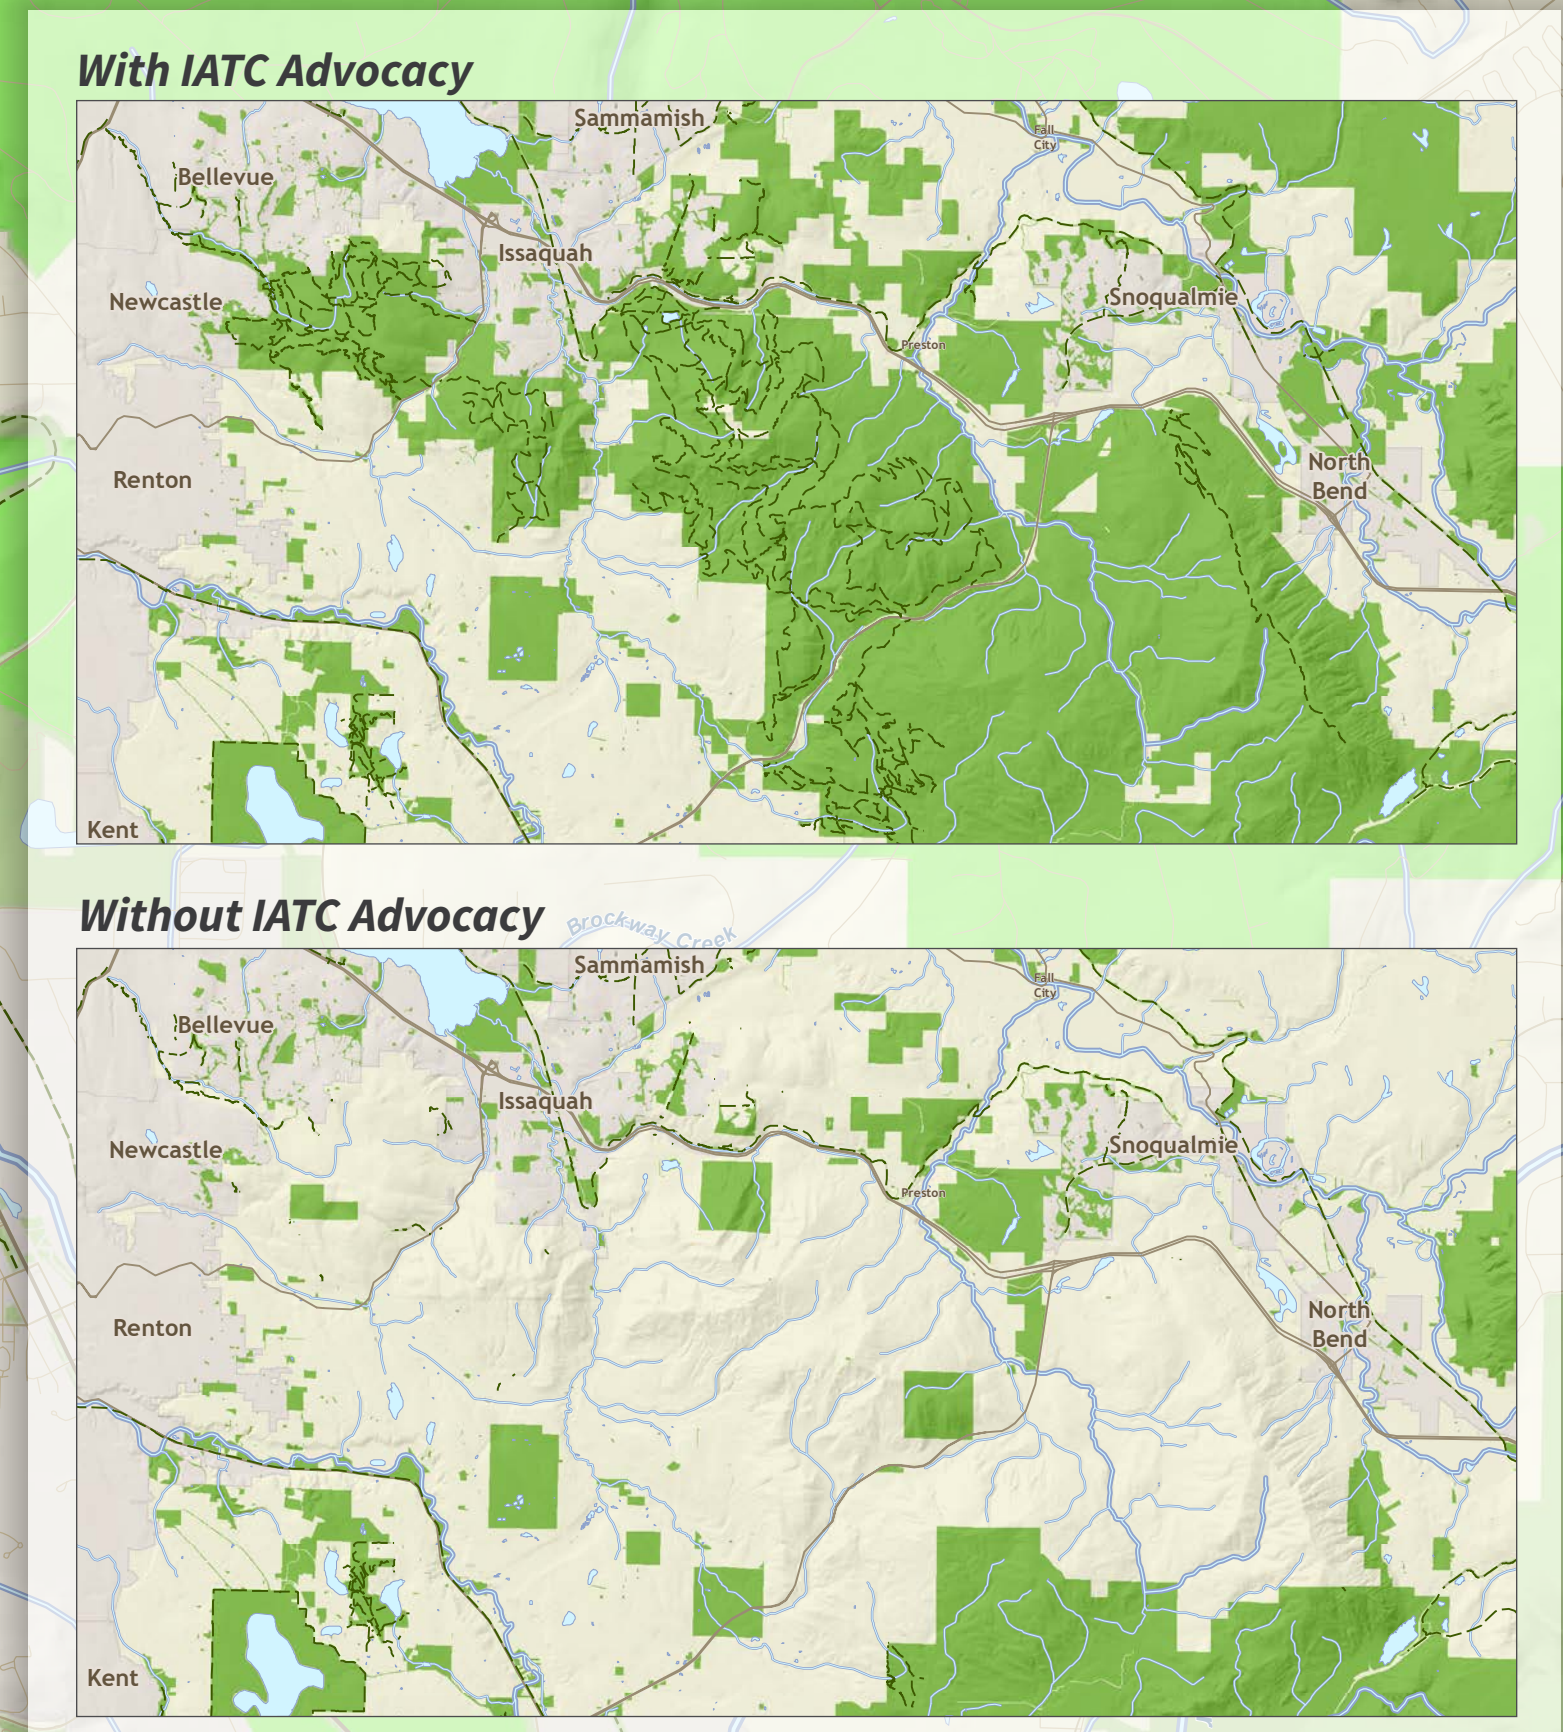 With IATC Advocacy
Sammamish
Fall
City
Bellevue
Issaquah
Newcastle
Snoqualmie
Preston
North
Bend
Renton
Kent
Without IATC Advocacy
Brockway Creek
Sammamish
Fall
City
Bellevue
Issaquah
Newcastle
Snoqualmie
Preston
North
Bend
Renton
Kent